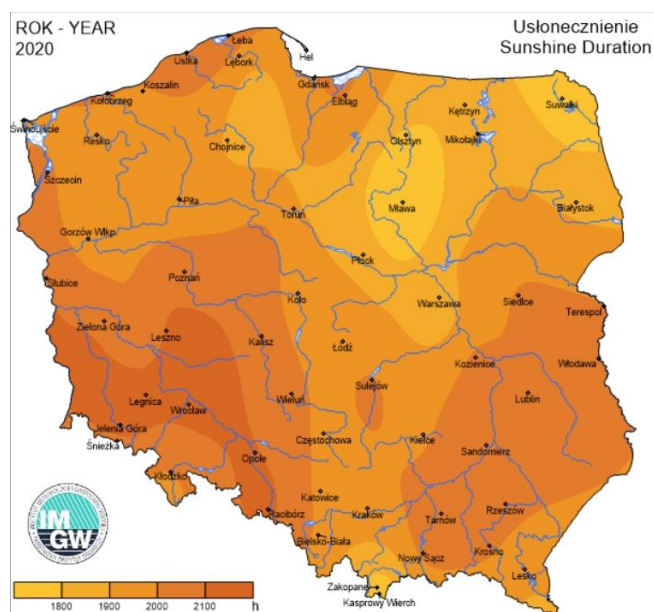 ROK - YEAR
2020
Usłonecznienie
Sunshine Duration
Łeba
Ustka
Lębork
Hel
Koszalin
Gdańsk
Kołobrzeg
Elbląg
Kętrzyn
Suwałki
Świnoujście
Resko
Chojnice
Olsztyn
Mikołajki
Szczecin
Piła
Toruń
Mława
Białystok
Gorzów Wlkp.
Płock
Słubice
Poznań
Koło
Warszawa
Siedlce
Terespol
Zielona Góra
Leszno
Kalisz
Łódź
Kozienice
Włodawa
Sulejów
Legnica
Wrocław
Wieluń
Lublin
Jelenia Góra
Śnieżka
Częstochowa
Kielce
Opole
Sandomierz
Kłodzko
Katowice
Racibórz
Kraków
Tarnów
Rzeszów
Bielsko-Biała
Nowy Sącz
Krosno
Lesko
Zakopane
Kasprowy Wierch
IM
GW
1800 1900 2000 2100 h